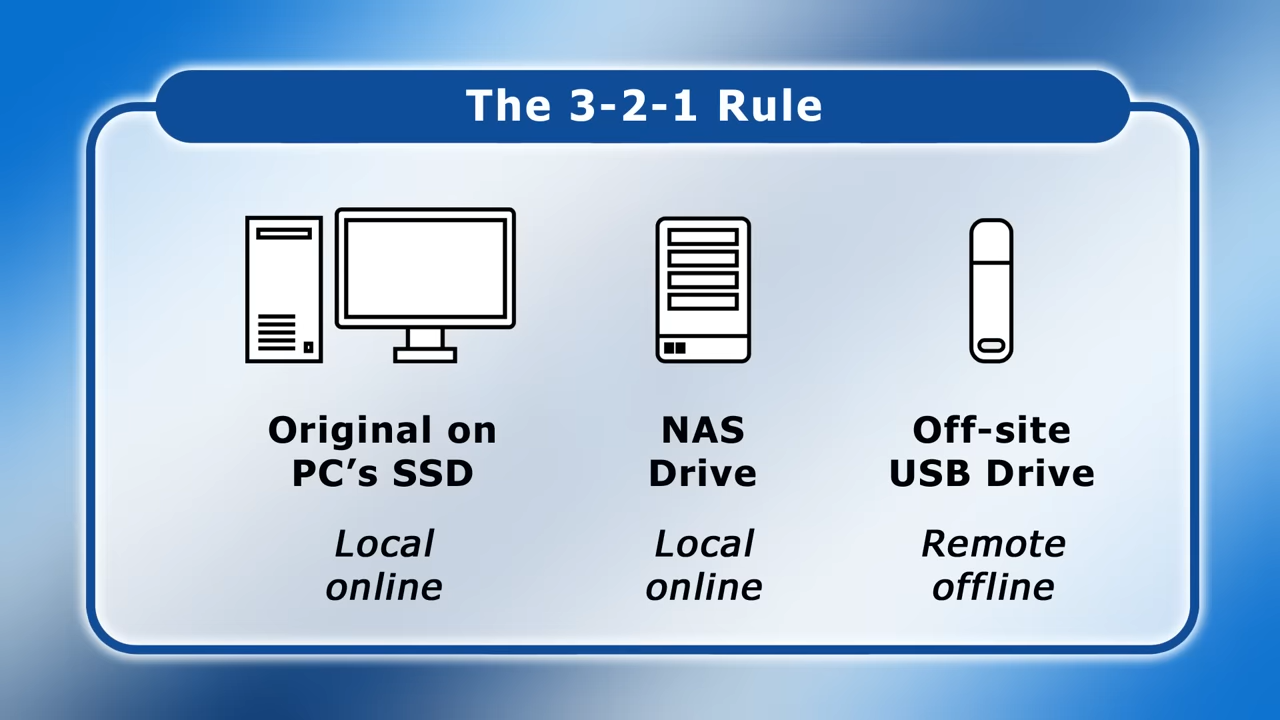 The 3-2-1 Rule
Original on
PC’s SSD
Local
online
NAS
Drive
Local
online
Off-site
USB Drive
Remote
offline